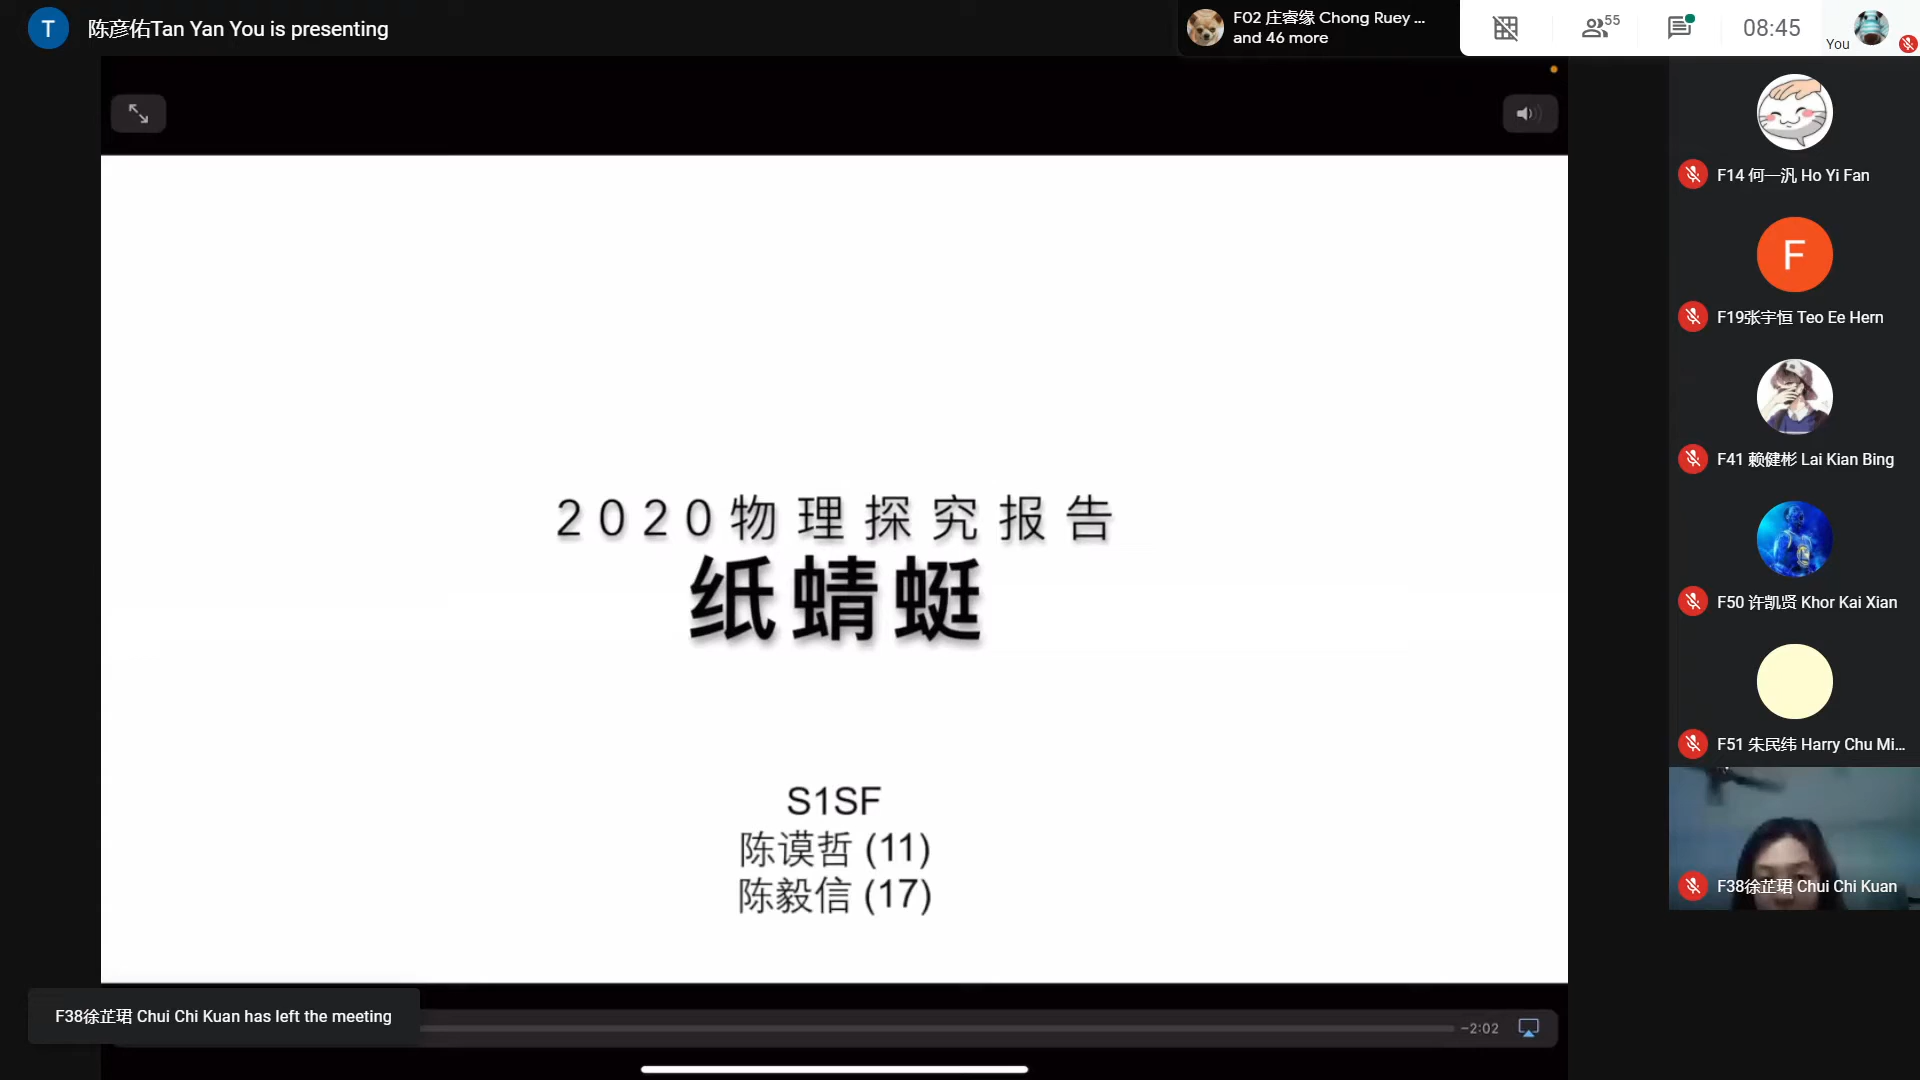 T
陈彦佑Tan Yan You is presenting
F02 庄睿缘 Chong Ruey ...
and 46 more
55
08:45
You
F14 何一汎 Ho Yi Fan
F
F19张宇恒 Teo Ee Hern
F41 赖健彬 Lai Kian Bing
F50 许凯贤 Khor Kai Xian
F51 朱民纬 Harry Chu Mi...
F38徐芷珺 Chui Chi Kuan
2020物理探究报告
纸蜻蜓
S1SF
陈谟哲 (11)
陈毅信 (17)
F38徐芷珺 Chui Chi Kuan has left the meeting
-2:02